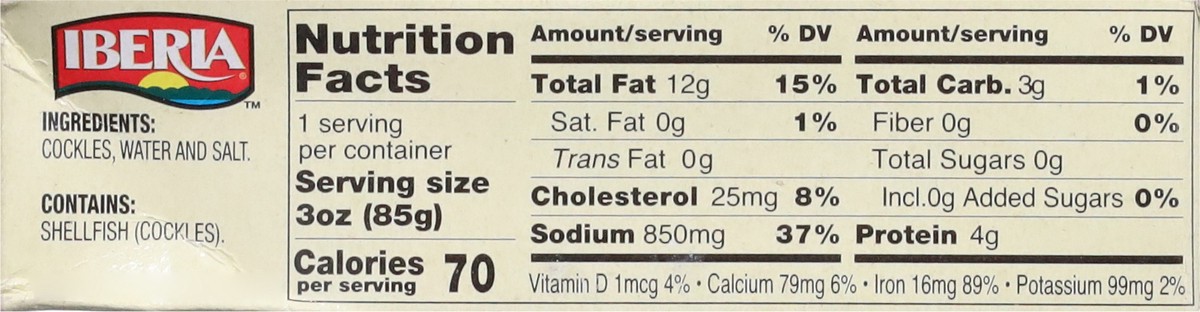 IBERIA
®
TM
INGREDIENTS:
COCKLES, WATER AND SALT.
CONTAINS:
SHELLFISH (COCKLES).
Nutrition
Facts
1 serving
per container
Serving size
3oz (85g)
Calories 70
per serving
Amount/serving % DV
Total Fat 12g 15%
Sat. Fat 0g 1%
Trans Fat 0g
Cholesterol 25mg 8%
Sodium 850mg 37%
Amount/serving % DV
Total Carb. 3g 1%
Fiber 0g 0%
Total Sugars 0g
Incl.0g Added Sugars 0%
Protein 4g
Vitamin D 1mcg 4% • Calcium 79mg 6% • Iron 16mg 89% • Potassium 99mg 2%